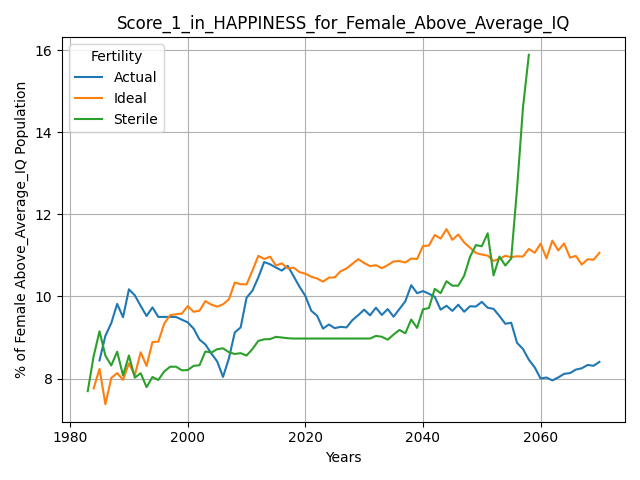 Score_1_in_HAPPINESS_for_Female_Above_Average_IQ
% of Female Above_Average_IQ Population
16
14
12
10
8
Fertility
Actual
Ideal
Sterile
1980
2000
2020
2040
2060
Years